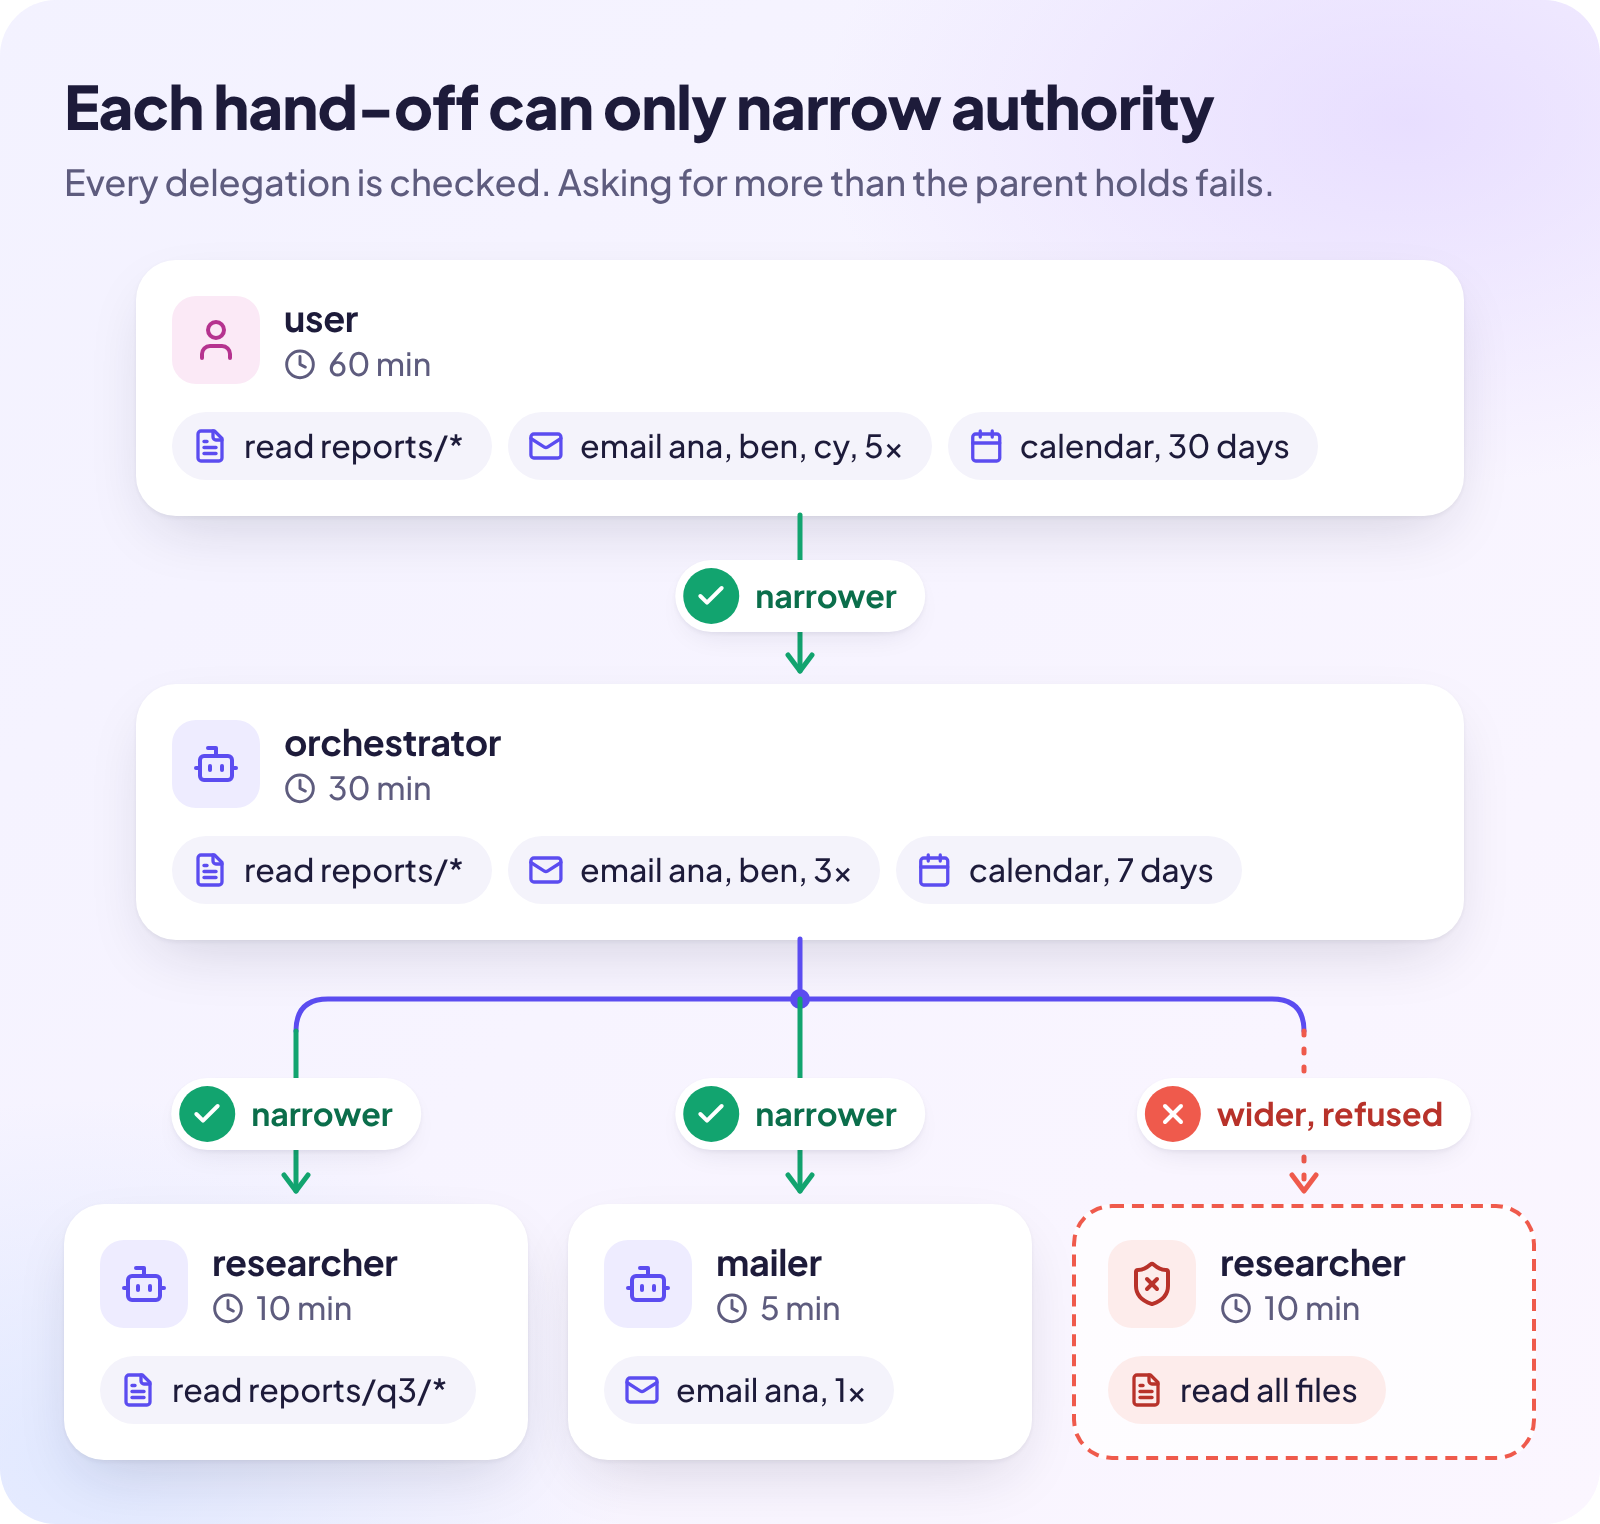 Each hand-off can only narrow authority
Every delegation is checked. Asking for more than the parent holds fails.
user
60 min
read reports/*
email ana, ben, cy, 5×
calendar, 30 days
narrower
orchestrator
30 min
read reports/*
email ana, ben, 3×
calendar, 7 days
narrower
narrower
wider, refused
researcher
10 min
read reports/q3/*
mailer
5 min
email ana, 1×
researcher
10 min
read all files